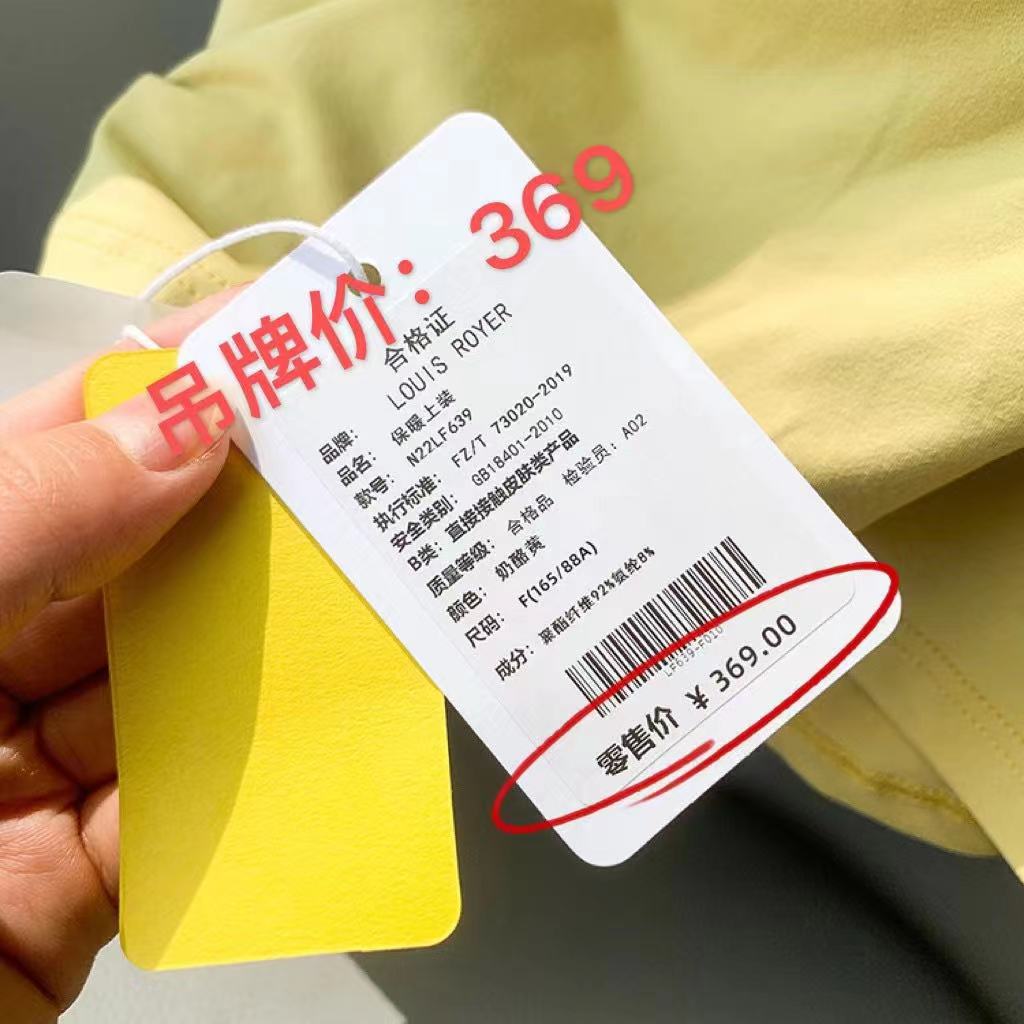 吊牌价：369
合格证
品牌： LOUIS ROYER
品名： 保暖上装
款号： N22LF639
执行标准： FZ/T 73020-2019
安全类别： GB18401-2010
B类：直接接触皮肤类产品
质量等级： 合格品 检验员：A02
颜色： 奶酪黄
尺码： F(165/88A)
成分： 聚酯纤维92%氨纶8%
LF639-F010
零售价 ¥ 369.00